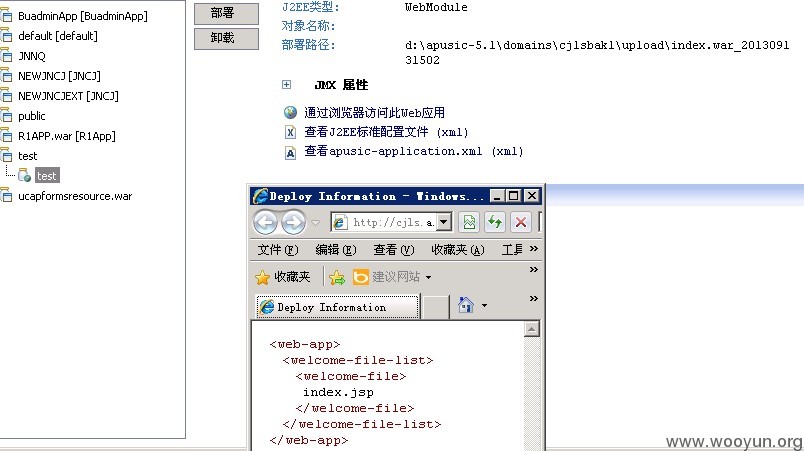 BuadminApp [BuadminApp]
default [default]
JNNQ
NEWJNCJ [JNCJ]
NEWJNCJEXT [JNCJ]
public
R1APP.war [R1App]
test
test
ucapformsresource.war
部署
卸载
J2EE类型: WebModule
对象名称:
部署路径: d:\apusic-5.1\domains\cjlsbak1\upload\index.war_201309131502
JMX 属性
通过浏览器访问此Web应用
查看J2EE标准配置文件 (xml)
查看apusic-application.xml (xml)
Deploy Information - Windows...
http://cjls.a.
文件(F) 编辑(E) 查看(V) 收藏夹(A) 工具 »
收藏夹 建议网站 »
Deploy Information »
<web-app>
<welcome-file-list>
<welcome-file>
index.jsp
</welcome-file>
</welcome-file-list>
</web-app>
www.wooyun.org